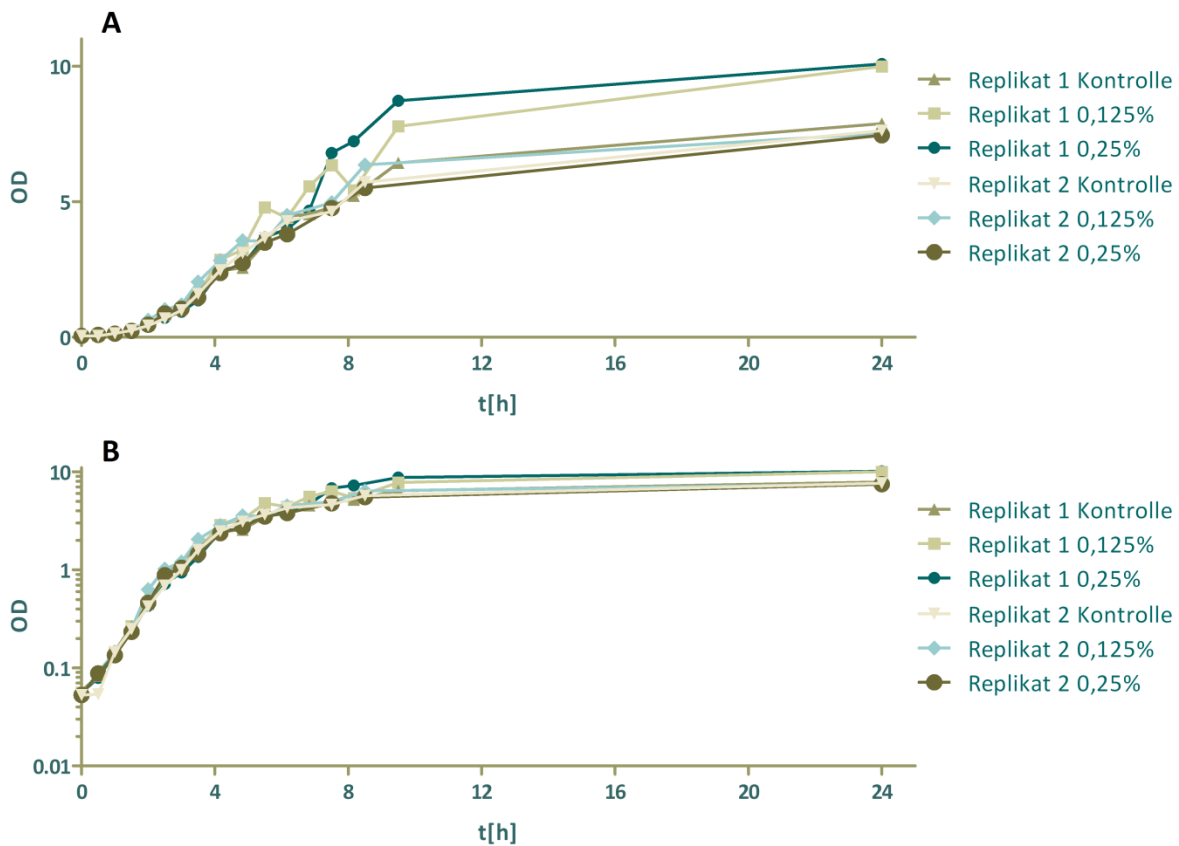 A
10
5
0
OD
0 4 8 12 16 20 24
t[h]
Replikat 1 Kontrolle
Replikat 1 0,125%
Replikat 1 0,25%
Replikat 2 Kontrolle
Replikat 2 0,125%
Replikat 2 0,25%
B
10
1
0.1
0.01
OD
0 4 8 12 16 20 24
t[h]
Replikat 1 Kontrolle
Replikat 1 0,125%
Replikat 1 0,25%
Replikat 2 Kontrolle
Replikat 2 0,125%
Replikat 2 0,25%